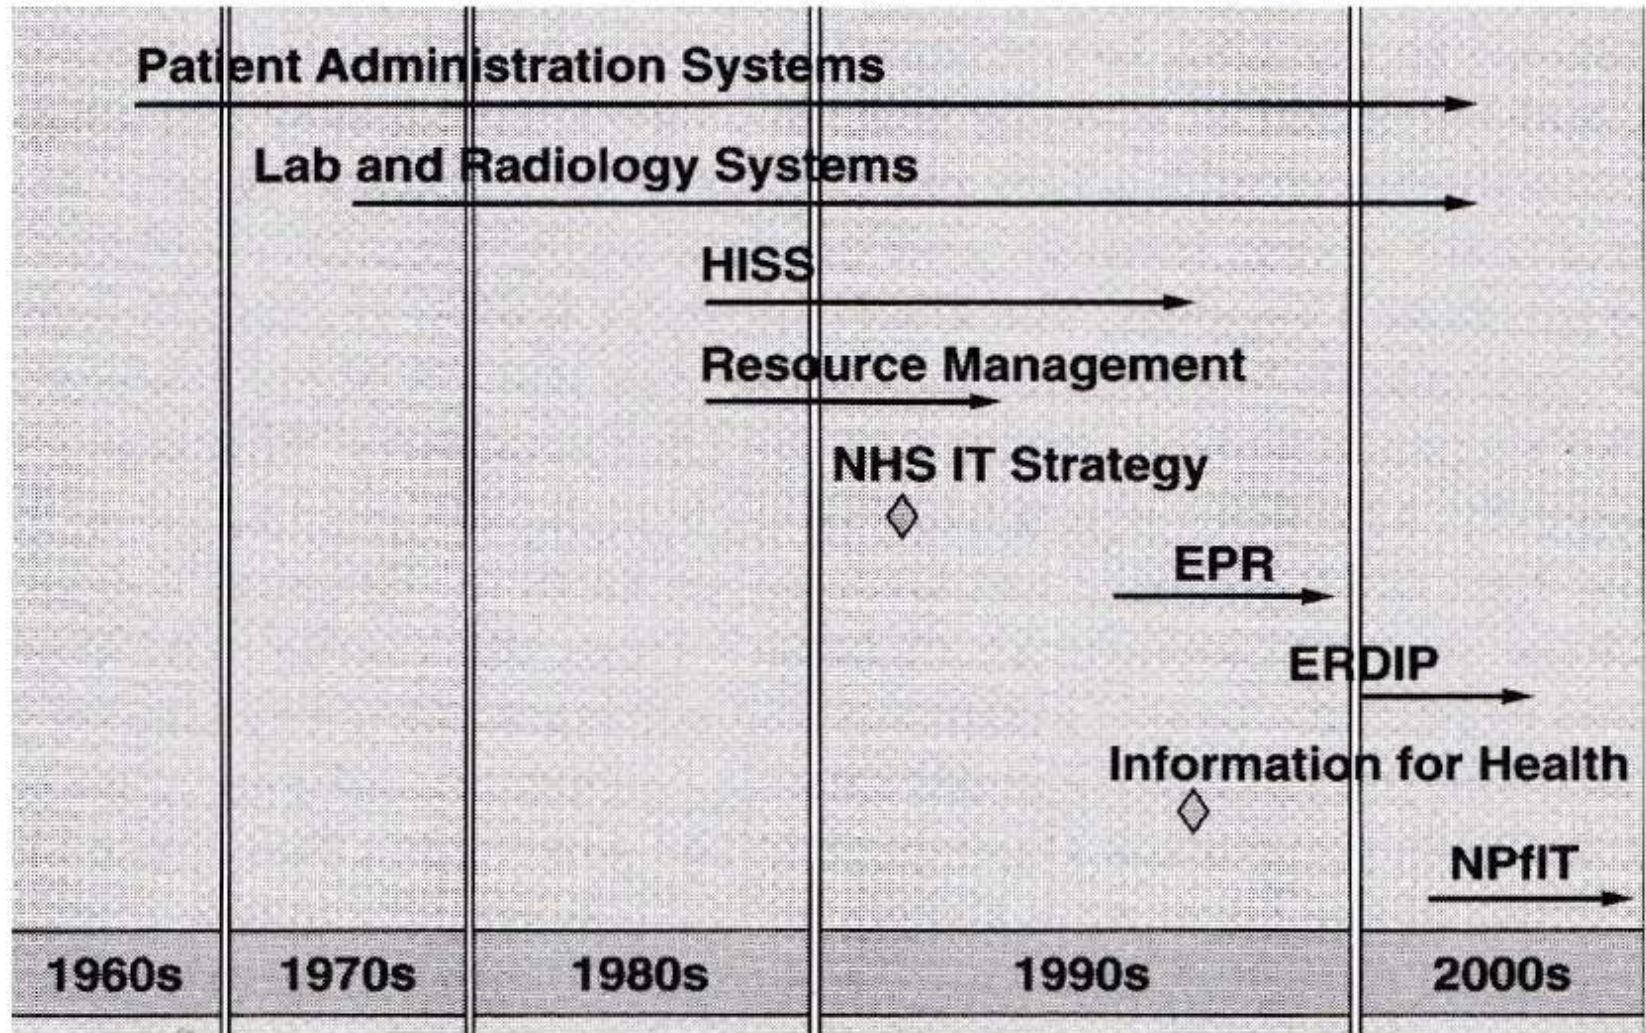 Patient Administration Systems
Lab and Radiology Systems
HISS
Resource Management
NHS IT Strategy
EPR
ERDIP
Information for Health
NPfIT
1960s 1970s 1980s 1990s 2000s